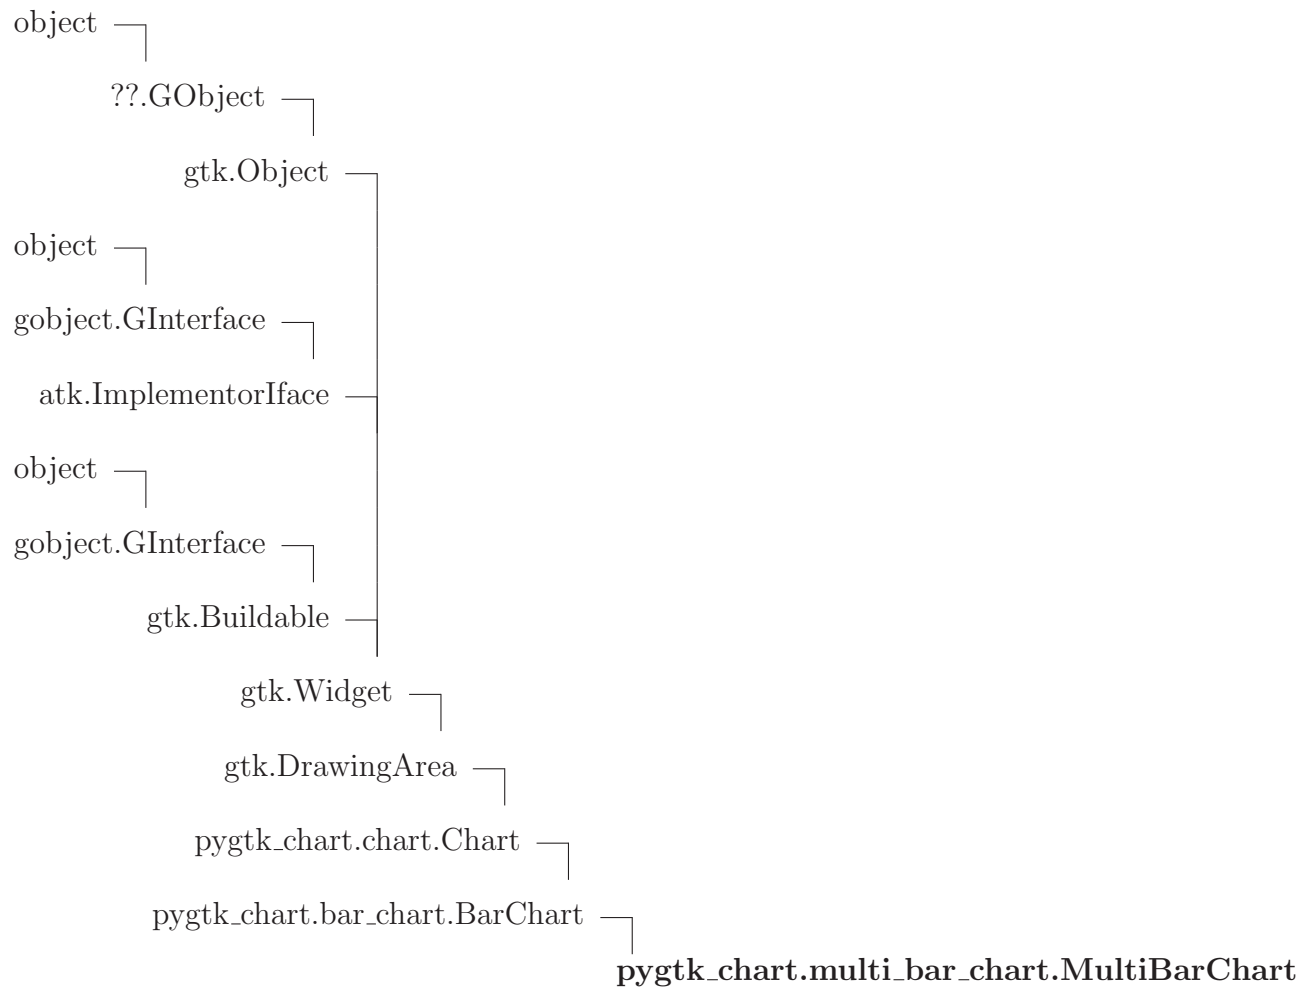 object
??.GObject
gtk.Object
object
gobject.GInterface
atk.ImplementorIface
object
gobject.GInterface
gtk.Buildable
gtk.Widget
gtk.DrawingArea
pygtk_chart.chart.Chart
pygtk_chart.bar_chart.BarChart
pygtk_chart.multi_bar_chart.MultiBarChart